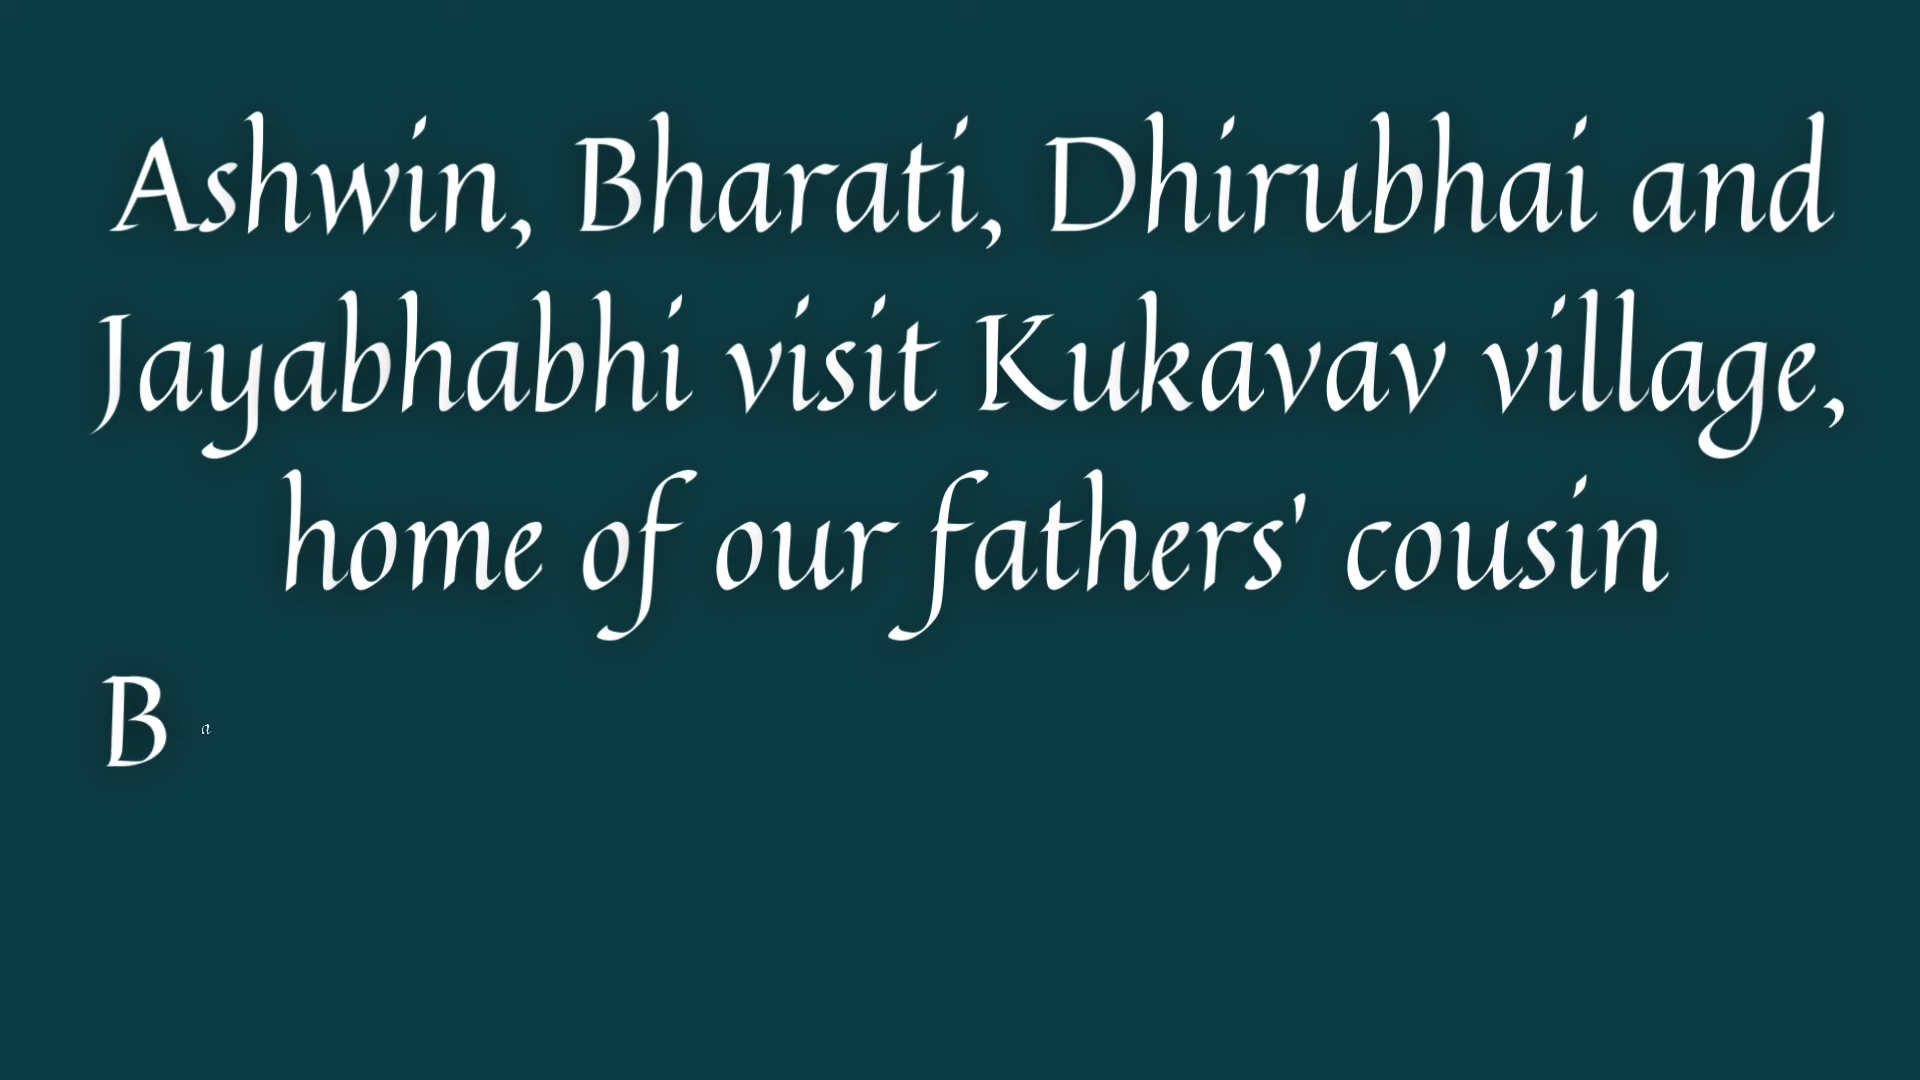 Ashwin, Bharati, Dhirubhai and
Jayabhabhi visit Kukavav village,
home of our fathers' cousin
B a